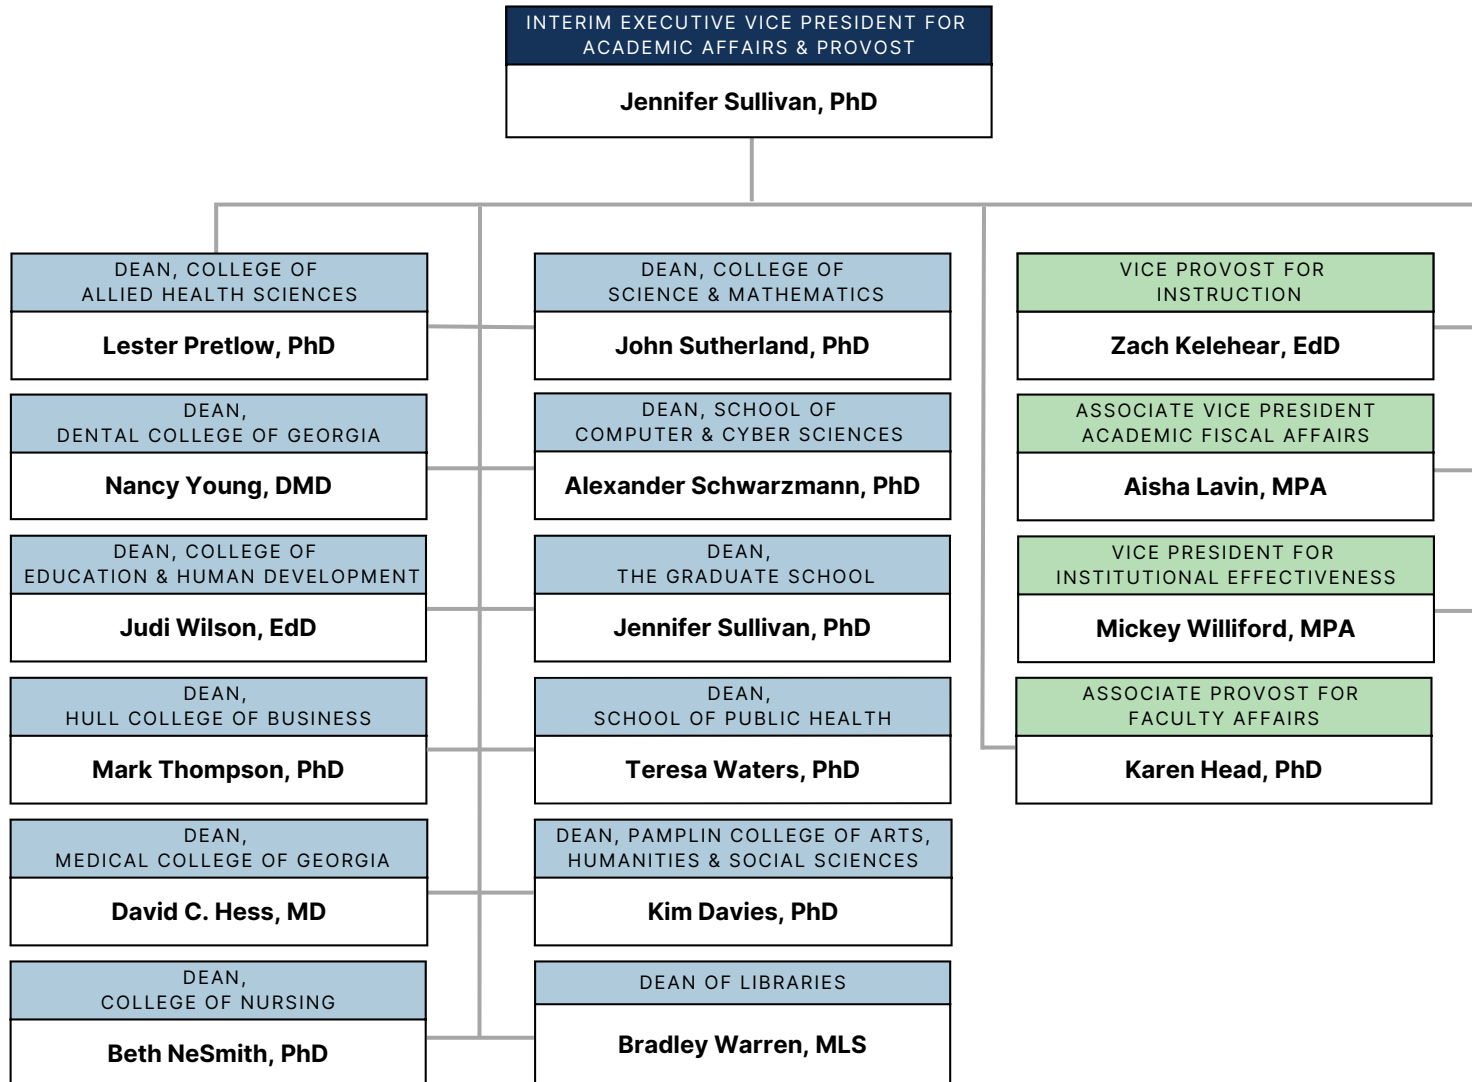 INTERIM EXECUTIVE VICE PRESIDENT FOR
ACADEMIC AFFAIRS & PROVOST
Jennifer Sullivan, PhD
DEAN, COLLEGE OF
ALLIED HEALTH SCIENCES
Lester Pretlow, PhD
DEAN,
DENTAL COLLEGE OF GEORGIA
Nancy Young, DMD
DEAN, COLLEGE OF
EDUCATION & HUMAN DEVELOPMENT
Judi Wilson, EdD
DEAN,
HULL COLLEGE OF BUSINESS
Mark Thompson, PhD
DEAN,
MEDICAL COLLEGE OF GEORGIA
David C. Hess, MD
DEAN,
COLLEGE OF NURSING
Beth NeSmith, PhD
DEAN, COLLEGE OF
SCIENCE & MATHEMATICS
John Sutherland, PhD
DEAN, SCHOOL OF
COMPUTER & CYBER SCIENCES
Alexander Schwarzmann, PhD
DEAN,
THE GRADUATE SCHOOL
Jennifer Sullivan, PhD
DEAN,
SCHOOL OF PUBLIC HEALTH
Teresa Waters, PhD
DEAN, PAMPLIN COLLEGE OF ARTS,
HUMANITIES & SOCIAL SCIENCES
Kim Davies, PhD
DEAN OF LIBRARIES
Bradley Warren, MLS
VICE PROVOST FOR
INSTRUCTION
Zach Kelehear, EdD
ASSOCIATE VICE PRESIDENT
ACADEMIC FISCAL AFFAIRS
Aisha Lavin, MPA
VICE PRESIDENT FOR
INSTITUTIONAL EFFECTIVENESS
Mickey Williford, MPA
ASSOCIATE PROVOST FOR
FACULTY AFFAIRS
Karen Head, PhD